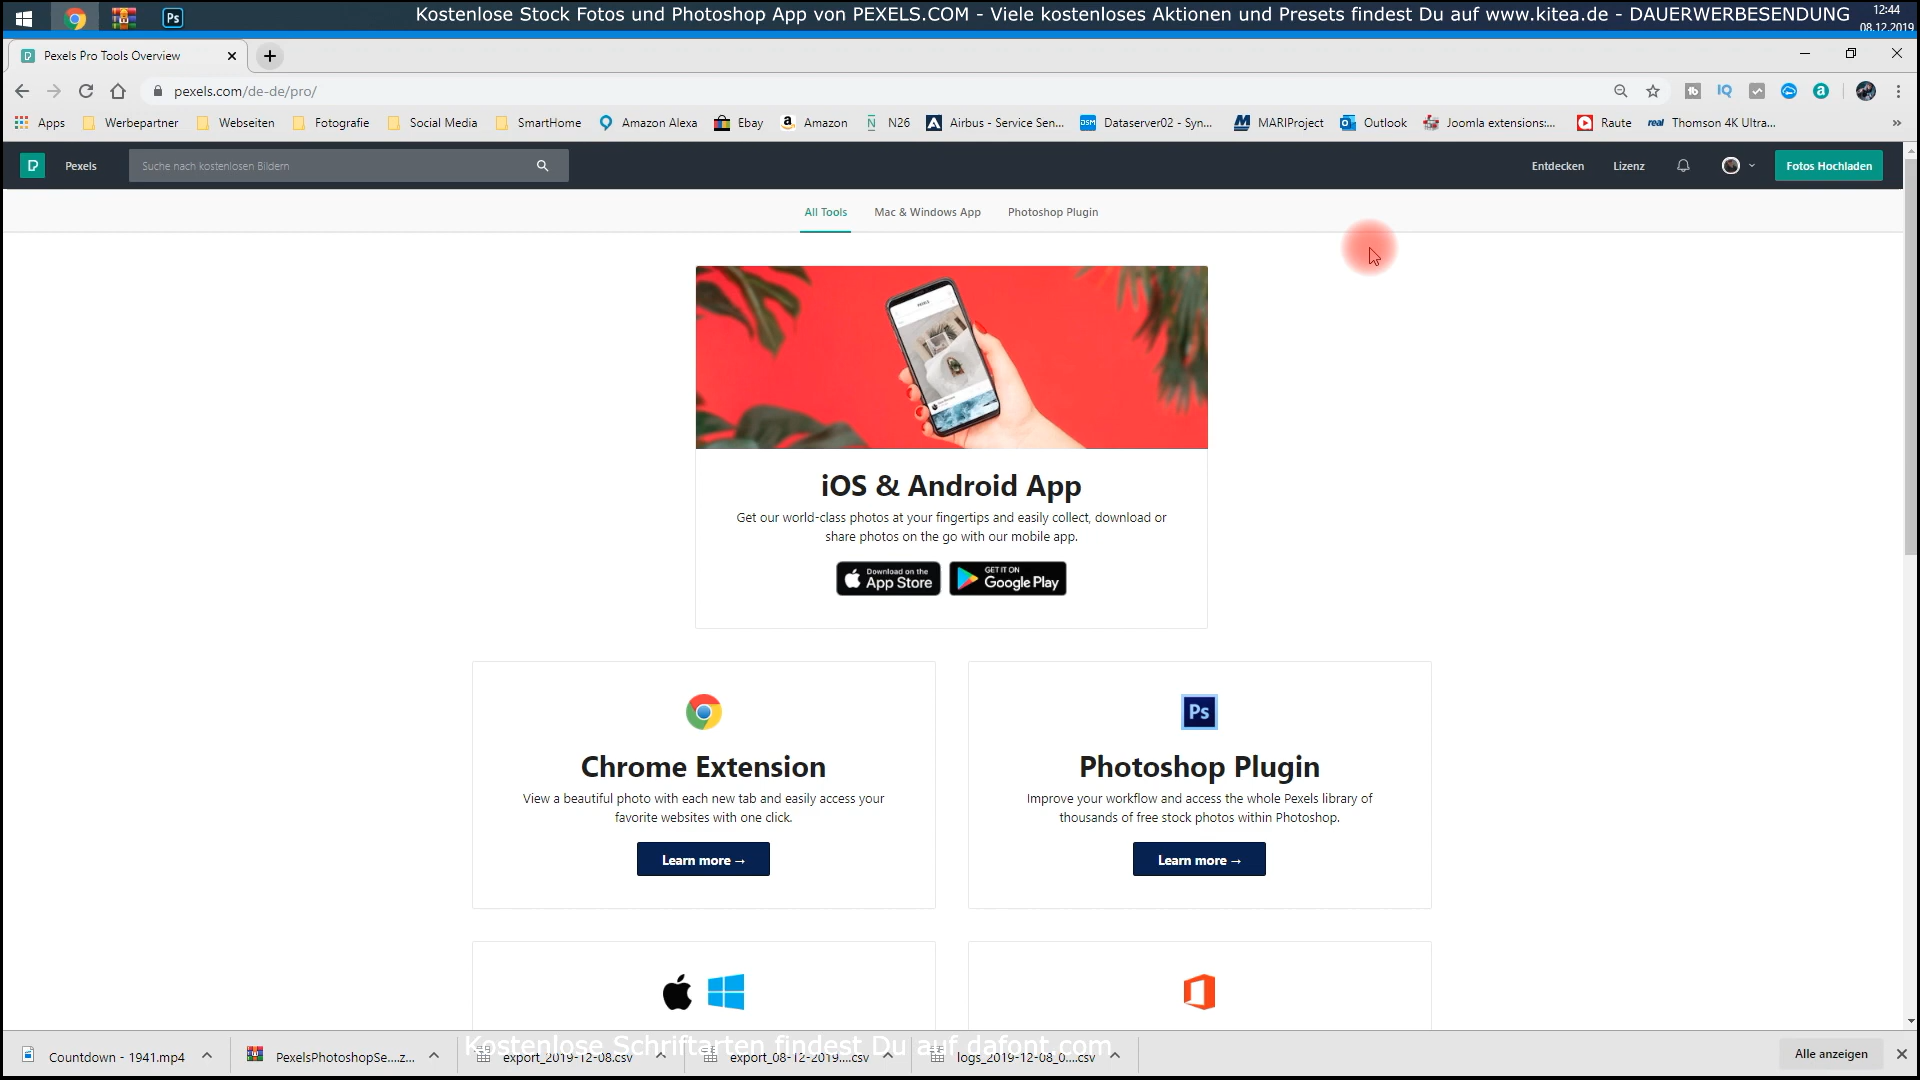 Kostenlose Stock Fotos und Photoshop App von PEXELS.COM - Viele kostenloses Aktionen und Presets findest Du auf www.kitea.de - DAUERWERBESENDUNG
12:44
08.12.2019
Ps
Pexels Pro Tools Overview
pexels.com/de-de/pro/
Apps Werbepartner Webseiten Fotografie Social Media SmartHome Amazon Alexa Ebay Amazon N26 Airbus - Service Sen... Dataserver02 - Syn... MARIProject Outlook Joomla extensions:... Raute real Thomson 4K Ultra...
Pexels Suche nach kostenlosen Bildern Entdecken Lizenz Fotos Hochladen
All Tools Mac & Windows App Photoshop Plugin
iOS & Android App
Get our world-class photos at your fingertips and easily collect, download or
share photos on the go with our mobile app.
Download on the App Store GET IT ON Google Play
Chrome Extension
View a beautiful photo with each new tab and easily access your
favorite websites with one click.
Learn more →
Ps
Photoshop Plugin
Improve your workflow and access the whole Pexels library of
thousands of free stock photos within Photoshop.
Learn more →
Kostenlose Schriftarten findest Du auf dafont.com
Countdown - 1941.mp4 PexelsPhotoshopSe....z... export_2019-12-08.csv export_08-12-2019....csv logs_2019-12-08_0....csv Alle anzeigen